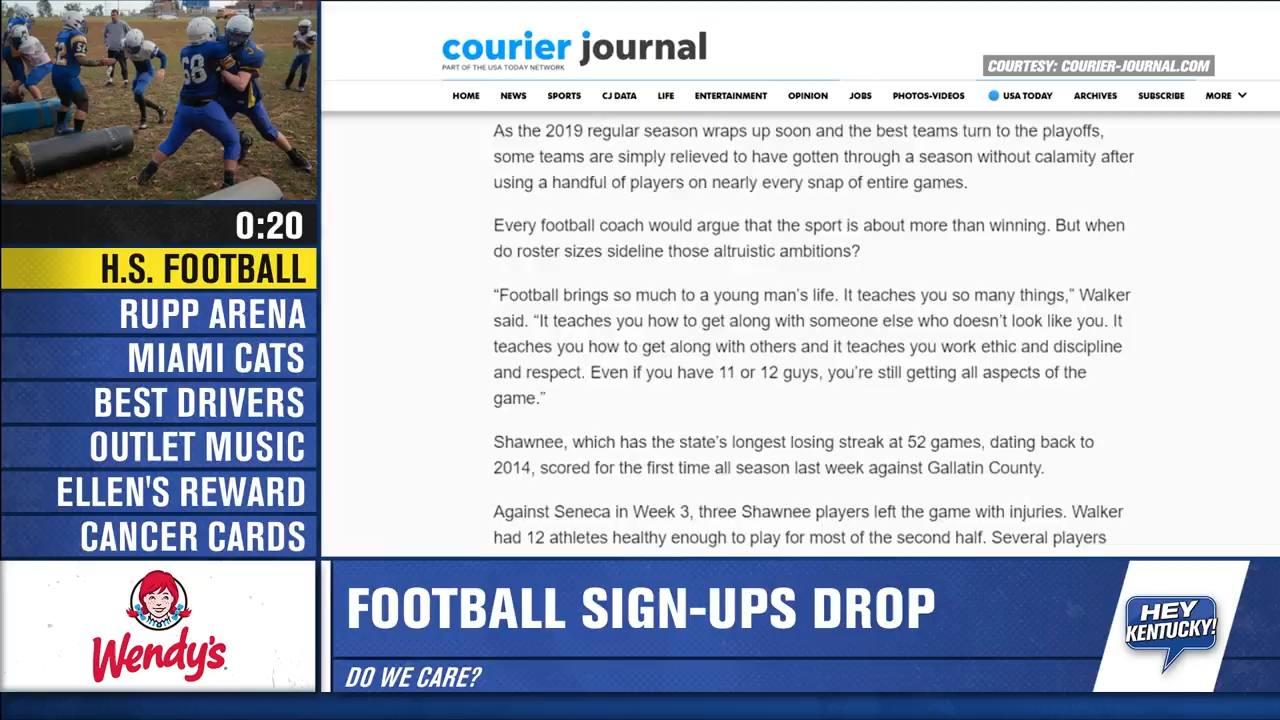 68
52
0:20
H.S. FOOTBALL
RUPP ARENA
MIAMI CATS
BEST DRIVERS
OUTLET MUSIC
ELLEN'S REWARD
CANCER CARDS
Wendy's
courier journal
PART OF THE USA TODAY NETWORK
COURTESY: COURIER-JOURNAL.COM
HOME NEWS SPORTS CJ DATA LIFE ENTERTAINMENT OPINION JOBS PHOTOS-VIDEOS USA TODAY ARCHIVES SUBSCRIBE MORE
As the 2019 regular season wraps up soon and the best teams turn to the playoffs,
some teams are simply relieved to have gotten through a season without calamity after
using a handful of players on nearly every snap of entire games.
Every football coach would argue that the sport is about more than winning. But when
do roster sizes sideline those altruistic ambitions?
“Football brings so much to a young man’s life. It teaches you so many things,” Walker
said. “It teaches you how to get along with someone else who doesn’t look like you. It
teaches you how to get along with others and it teaches you work ethic and discipline
and respect. Even if you have 11 or 12 guys, you’re still getting all aspects of the
game.”
Shawnee, which has the state’s longest losing streak at 52 games, dating back to
2014, scored for the first time all season last week against Gallatin County.
Against Seneca in Week 3, three Shawnee players left the game with injuries. Walker
had 12 athletes healthy enough to play for most of the second half. Several players
FOOTBALL SIGN-UPS DROP
DO WE CARE?
HEY
KENTUCKY!